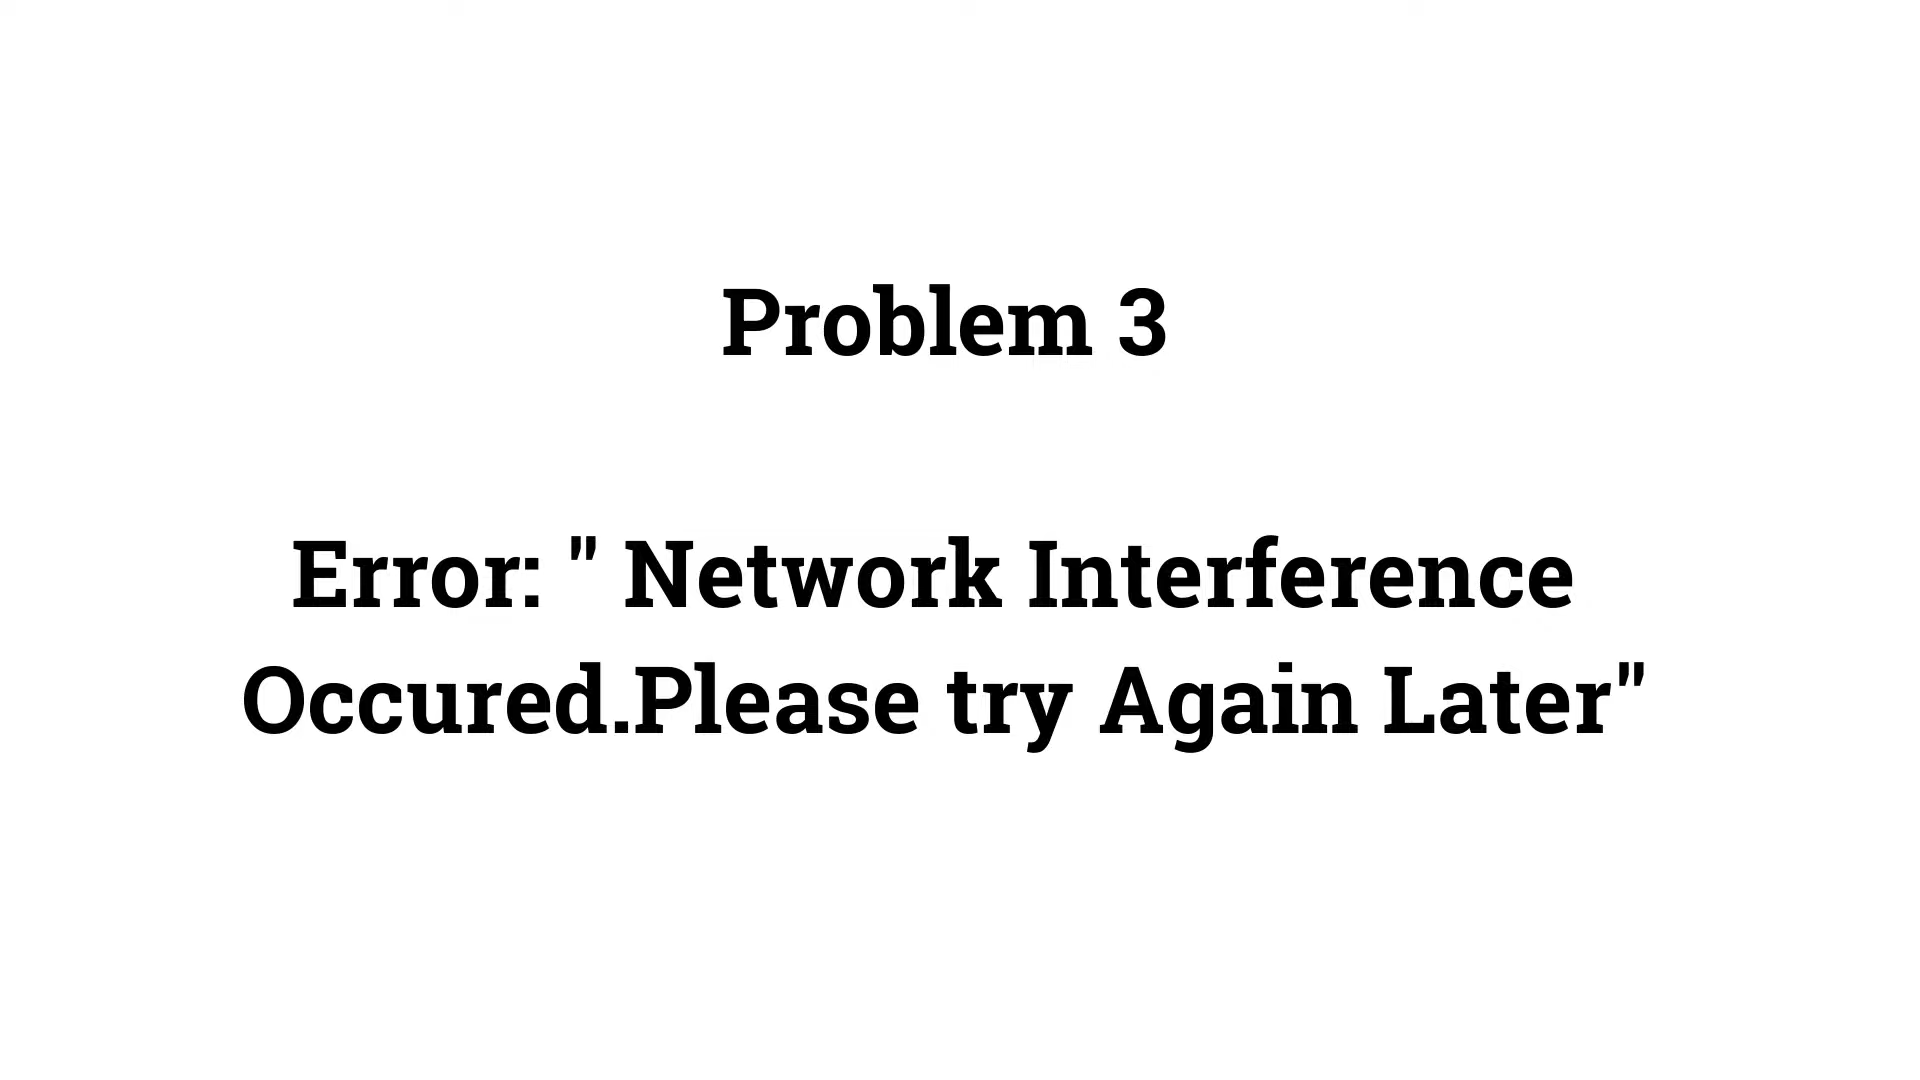 Problem 3
Error: " Network Interference
Occured.Please try Again Later"